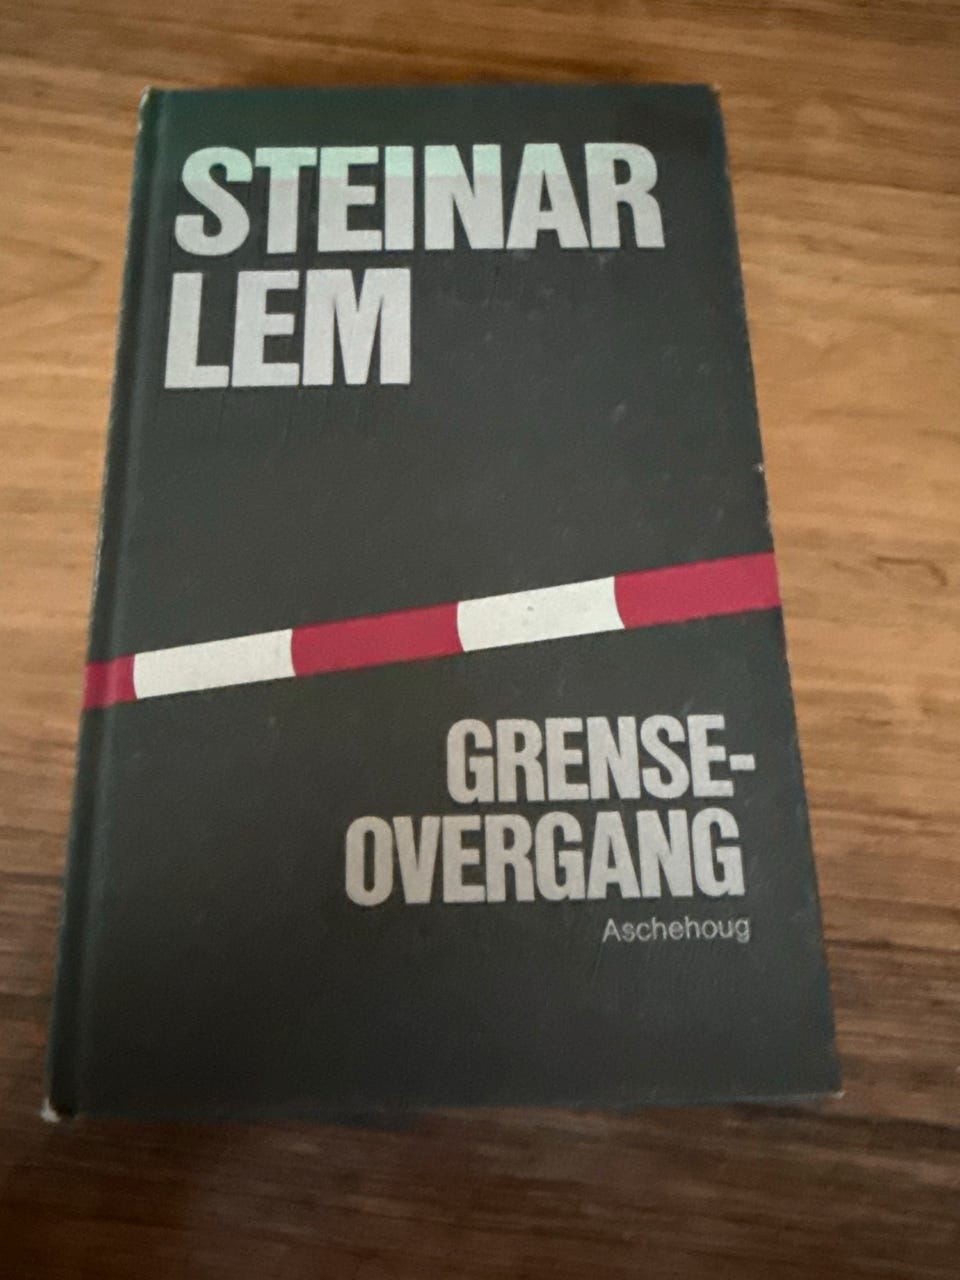 STEINAR
LEM
GRENSE-
OVERGANG
Aschehoug